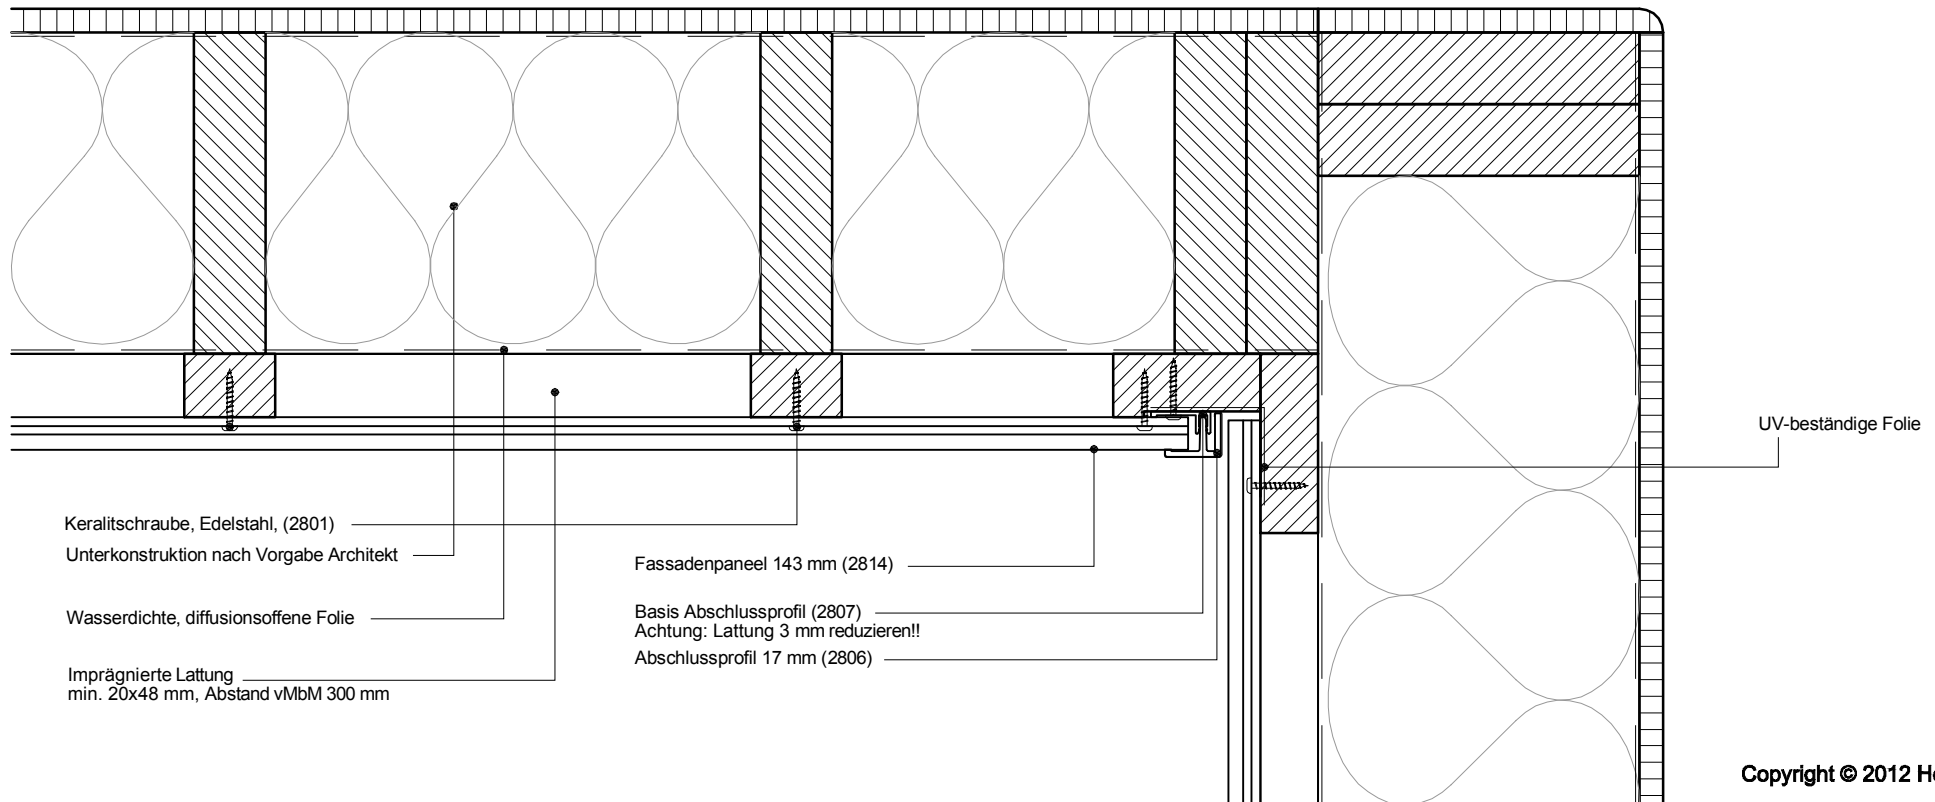 UV-beständige Folie
Keralitschraube, Edelstahl, (2801)
Unterkonstruktion nach Vorgabe Architekt
Wasserdichte, diffusionsoffene Folie
Imprägnierte Lattung
min. 20x48 mm, Abstand vMbM 300 mm
Fassadenpaneel 143 mm (2814)
Basis Abschlussprofil (2807)
Achtung: Lattung 3 mm reduzieren!!
Abschlussprofil 17 mm (2806)
Copyright © 2012